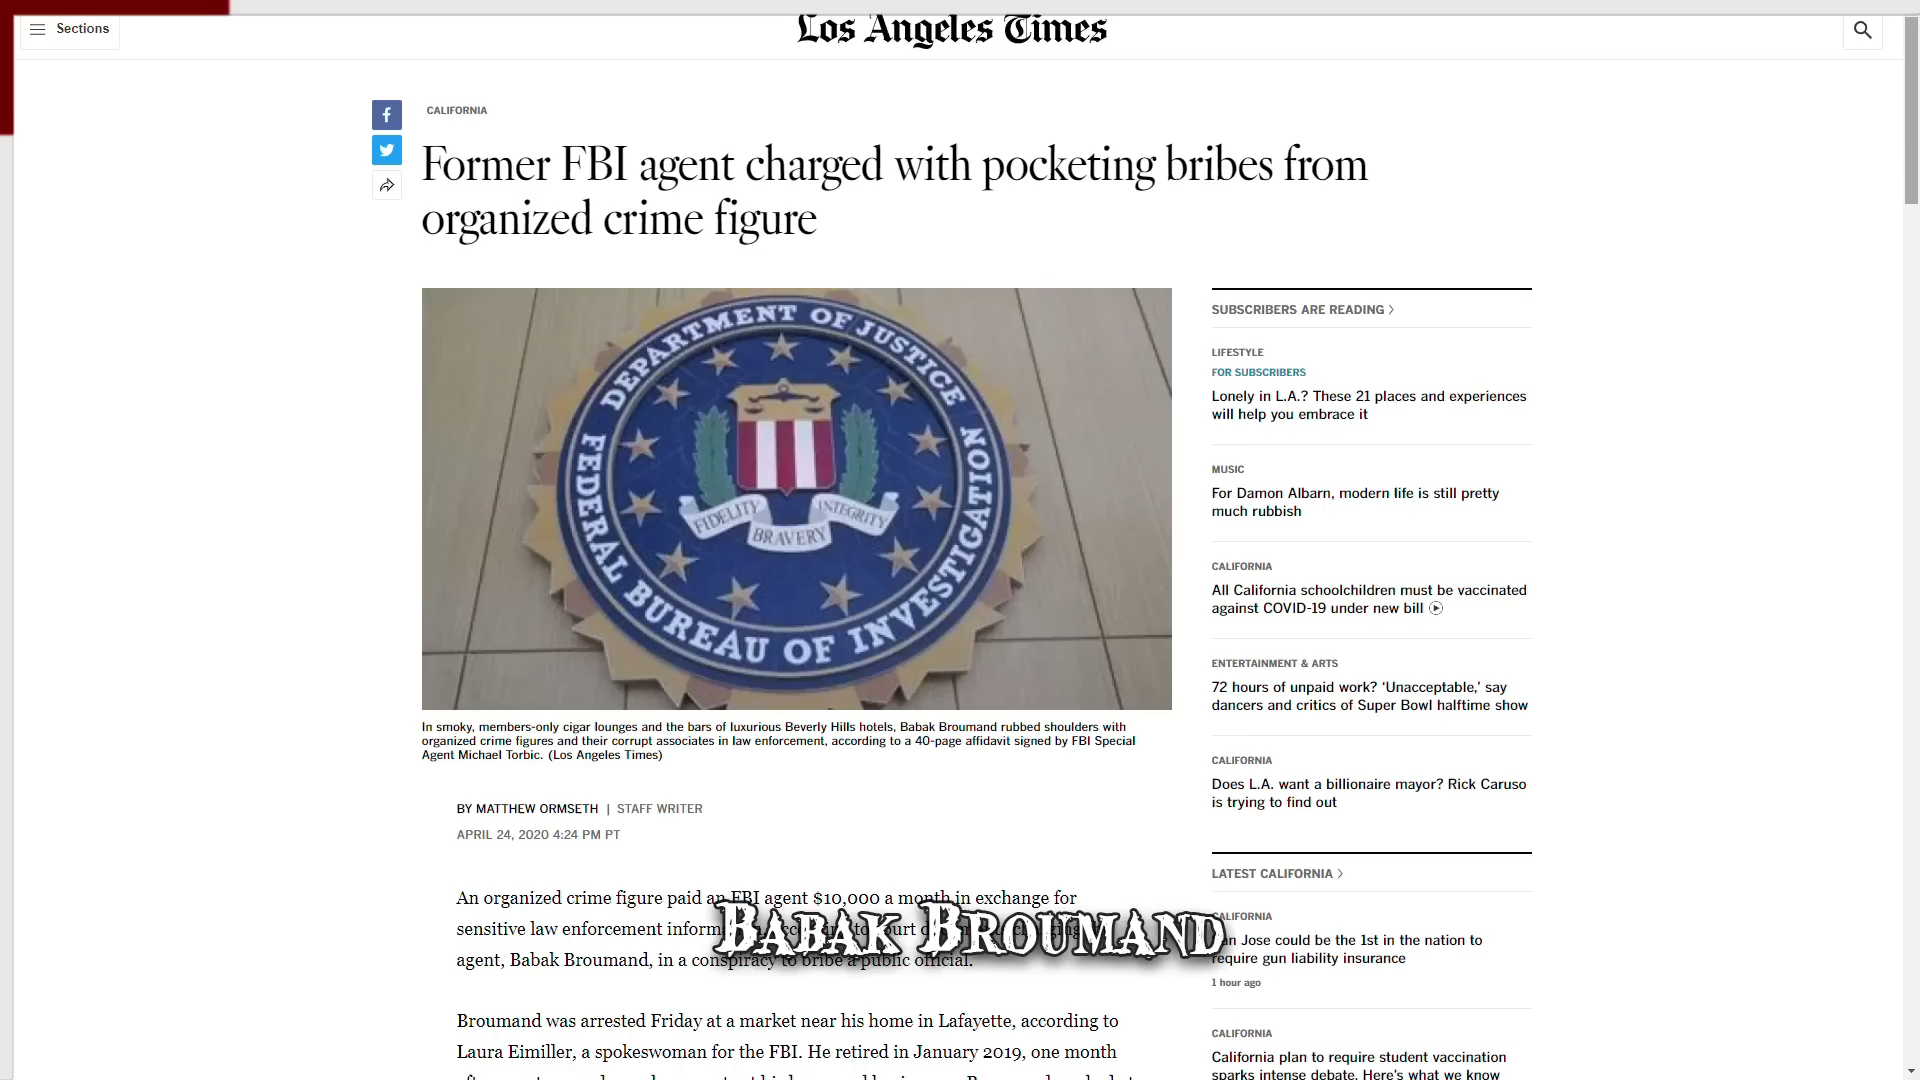 Sections
Los Angeles Times
CALIFORNIA
Former FBI agent charged with pocketing bribes from
organized crime figure
DEPARTMENT OF JUSTICE
FEDERAL BUREAU OF INVESTIGATION
FIDELITY
BRAVERY
INTEGRITY
In smoky, members-only cigar lounges and the bars of luxurious Beverly Hills hotels, Babak Broumand rubbed shoulders with
organized crime figures and their corrupt associates in law enforcement, according to a 40-page affidavit signed by FBI Special
Agent Michael Torbic. (Los Angeles Times)
BY MATTHEW ORMSETH | STAFF WRITER
APRIL 24, 2020 4:24 PM PT
An organized crime figure paid an FBI agent $10,000 a month in exchange for
sensitive law enforcement
agent, Babak Broumand, in a conspiracy to bribe a public official.
BABAK BROUMAND
Broumand was arrested Friday at a market near his home in Lafayette, according to
Laura Eimiller, a spokeswoman for the FBI. He retired in January 2019, one month
SUBSCRIBERS ARE READING >
LIFESTYLE
FOR SUBSCRIBERS
Lonely in L.A.? These 21 places and experiences
will help you embrace it
MUSIC
For Damon Albarn, modern life is still pretty
much rubbish
CALIFORNIA
All California schoolchildren must be vaccinated
against COVID-19 under new bill
ENTERTAINMENT & ARTS
72 hours of unpaid work? ‘Unacceptable,’ say
dancers and critics of Super Bowl halftime show
CALIFORNIA
Does L.A. want a billionaire mayor? Rick Caruso
is trying to find out
LATEST CALIFORNIA >
CALIFORNIA
San Jose could be the 1st in the nation to
require gun liability insurance
1 hour ago
CALIFORNIA
California plan to require student vaccination
sparks intense debate. Here’s what we know